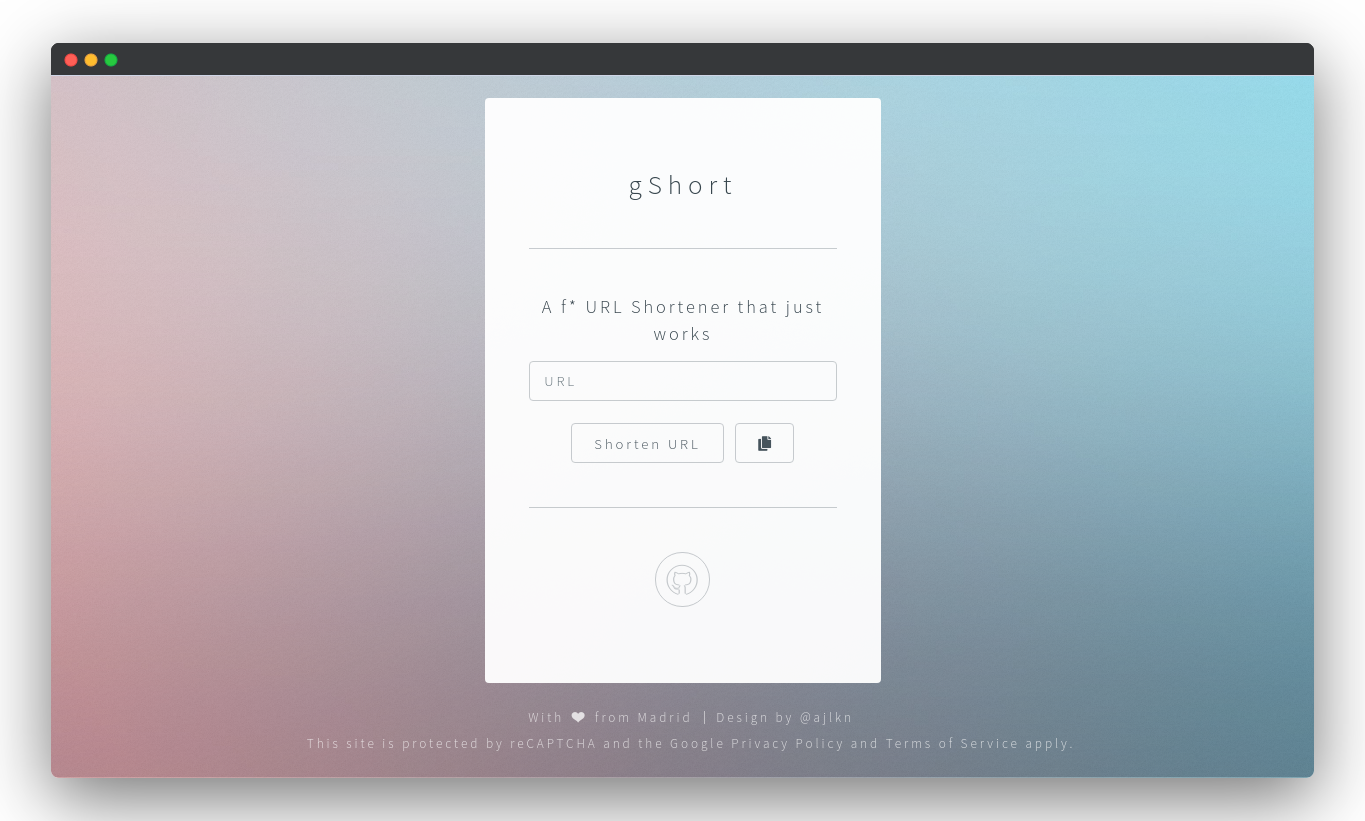 gShort
A f* URL Shortener that just
works
URL
Shorten URL
With ❤ from Madrid | Design by @ajlkn
This site is protected by reCAPTCHA and the Google Privacy Policy and Terms of Service apply.